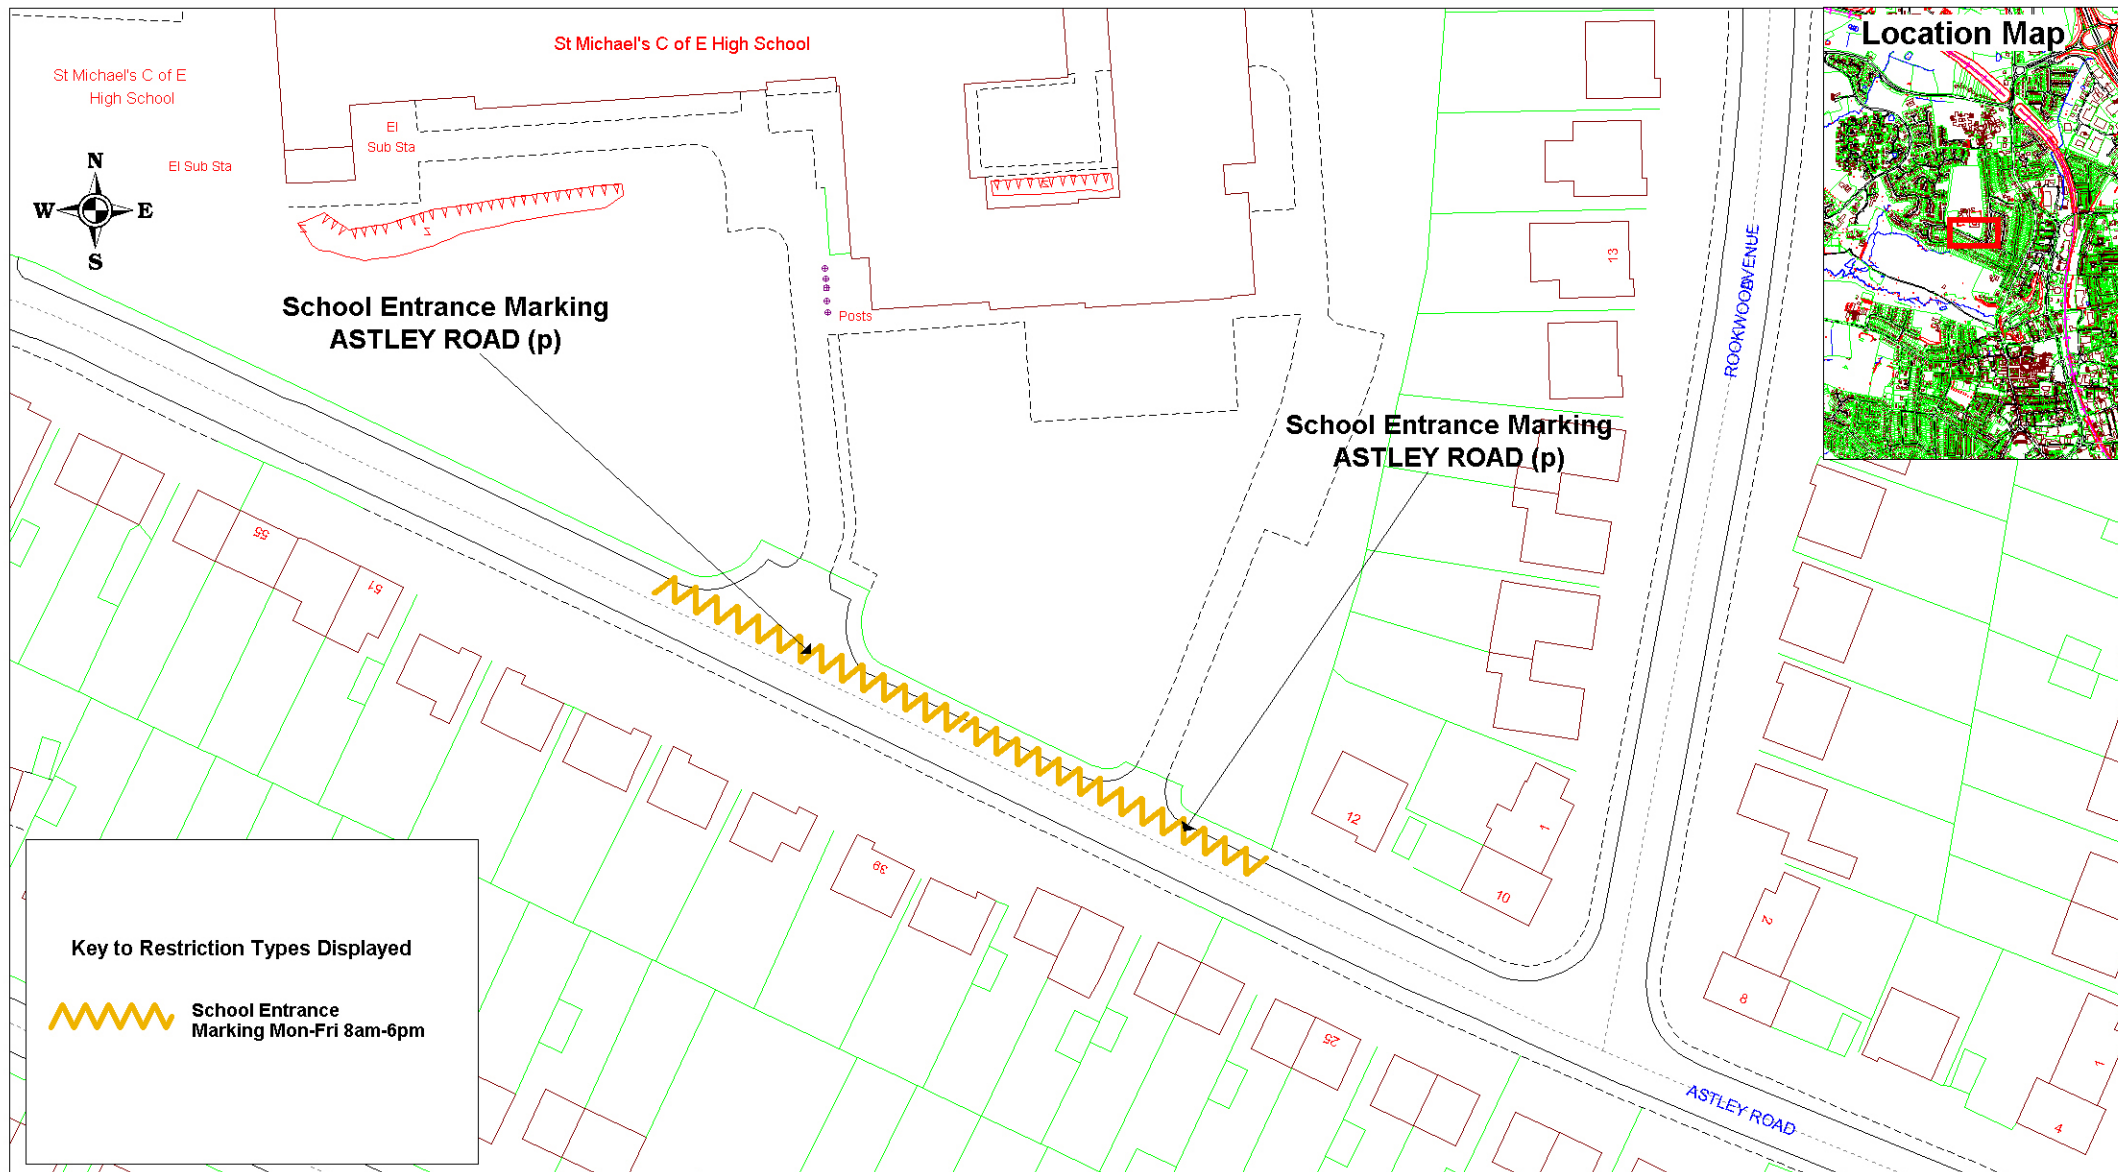 St Michael's C of E High School
Location Map
St Michael's C of E
High School
El
Sub Sta
El Sub Sta
N
W
E
S
School Entrance Marking
ASTLEY ROAD (p)
Posts
13
ROOKWOOD AVENUE
School Entrance Marking
ASTLEY ROAD (p)
55
51
12
1
10
39
2
8
25
1
4
ASTLEY ROAD
Key to Restriction Types Displayed
School Entrance
Marking Mon-Fri 8am-6pm